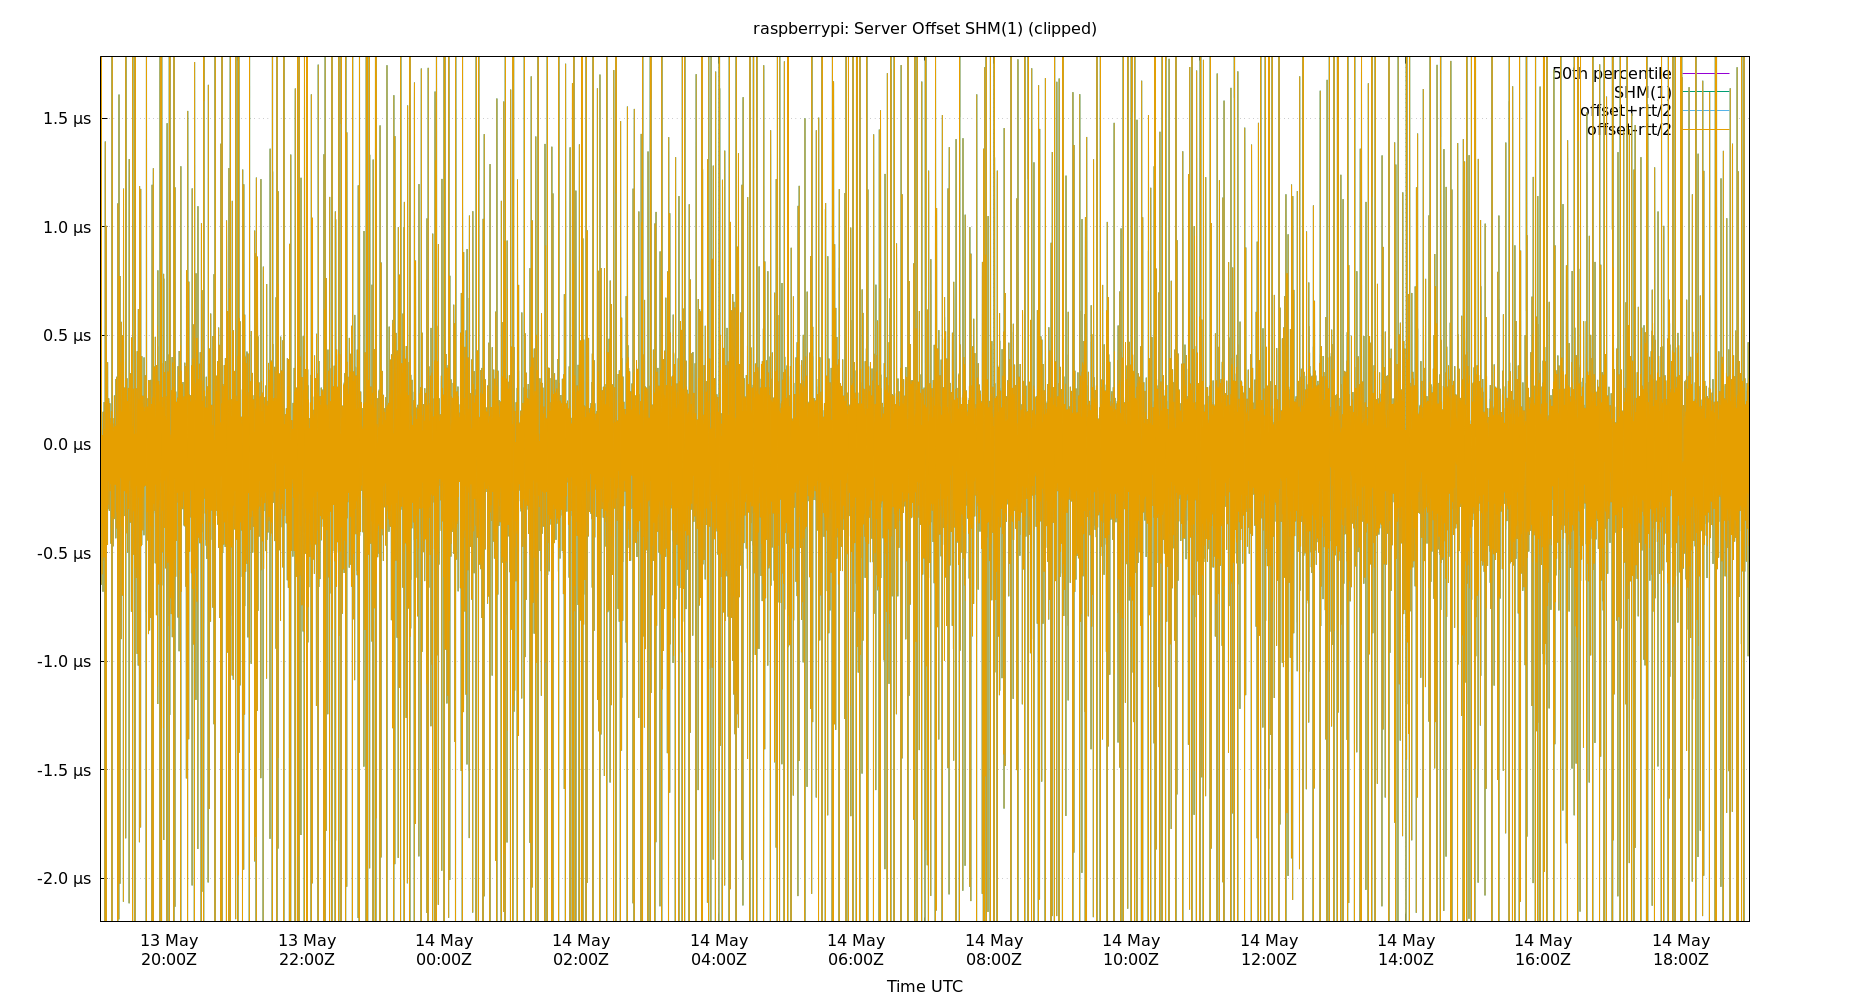 raspberrypi: Server Offset SHM(1) (clipped)
50th percentile
SHM(1)
offset+rtt/2
offset-rtt/2
1.5 µs
1.0 µs
0.5 µs
0.0 µs
-0.5 µs
-1.0 µs
-1.5 µs
-2.0 µs
13 May 13 May 14 May 14 May 14 May 14 May 14 May 14 May 14 May 14 May 14 May 14 May
20:00Z 22:00Z 00:00Z 02:00Z 04:00Z 06:00Z 08:00Z 10:00Z 12:00Z 14:00Z 16:00Z 18:00Z
Time UTC